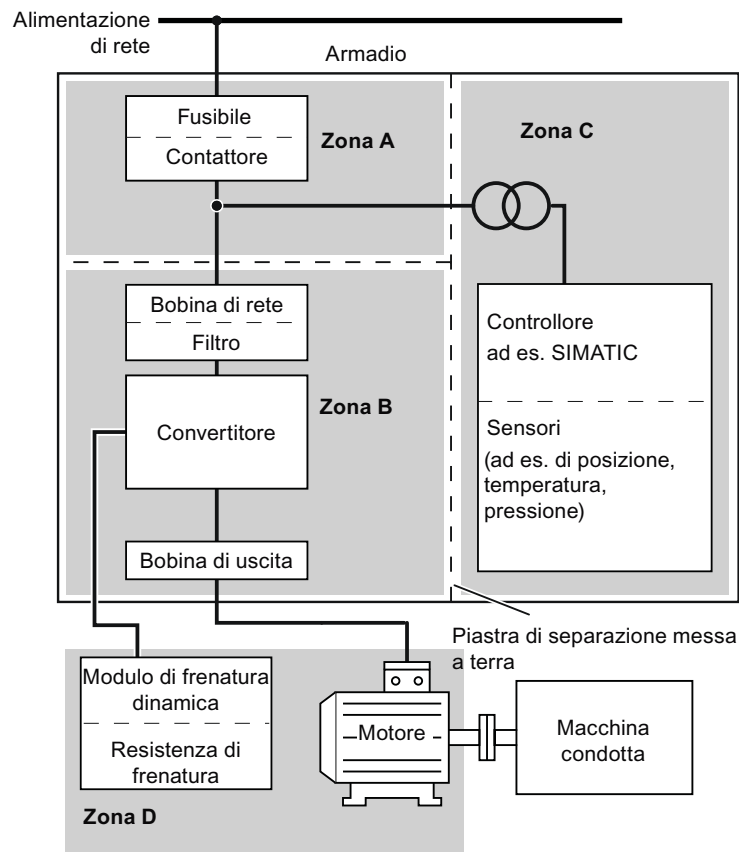 Alimentazione
di rete
Armadio
Fusibile
Contattore
Zona A
Zona C
Bobina di rete
Filtro
Convertitore
Zona B
Bobina di uscita
Controllore
ad es. SIMATIC
Sensori
(ad es. di posizione,
temperatura,
pressione)
Piastra di separazione messa
a terra
Modulo di frenatura
dinamica
Resistenza di
frenatura
Motore
Macchina
condotta
Zona D